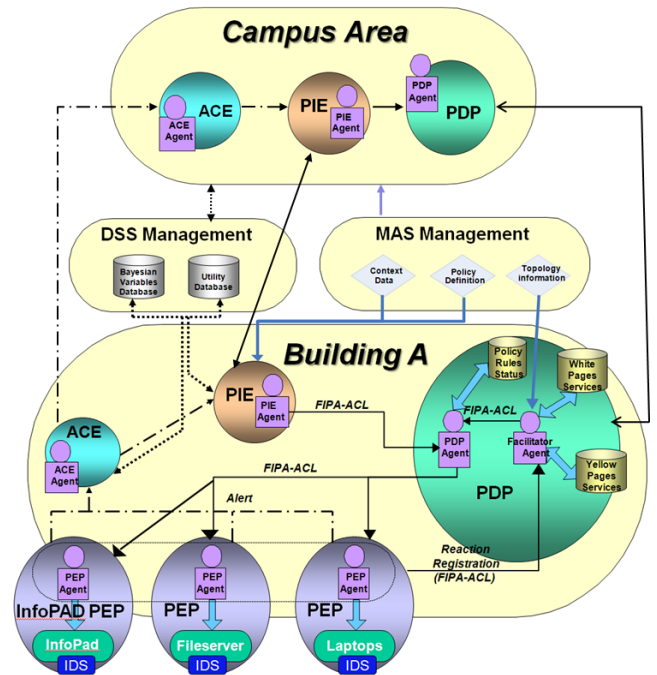 Campus Area
ACE
ACE
Agent
PIE
PIE
Agent
PDP
Agent
PDP
DSS Management
Bayesian
Variables
Database
Utility
Database
MAS Management
Context
Data
Policy
Definition
Topology
information
Building A
PIE
PIE
Agent
FIPA-ACL
Policy
Rules
Status
White
Pages
Services
FIPA-ACL
PDP
Agent
Facilitator
Agent
Yellow
Pages
Services
PDP
ACE
ACE
Agent
FIPA-ACL
Alert
Reaction
Registration
(FIPA-ACL)
PEP
Agent
InfoPAD PEP
InfoPad
IDS
PEP
Agent
PEP
Fileserver
IDS
PEP
Agent
PEP
Laptops
IDS